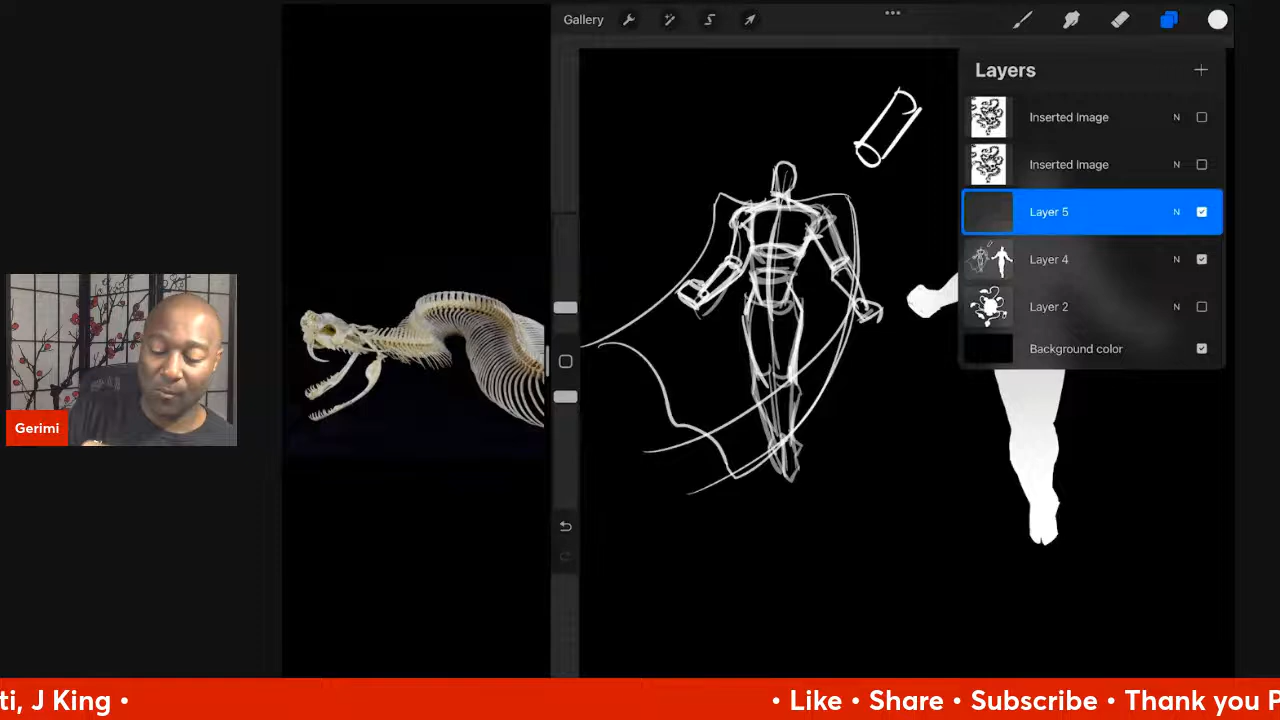 Gallery
Layers
Inserted Image N
Inserted Image N
Layer 5 N
Layer 4 N
Layer 2 N
Background color
Gerimi
ti, J King • • Like • Share • Subscribe • Thank you P